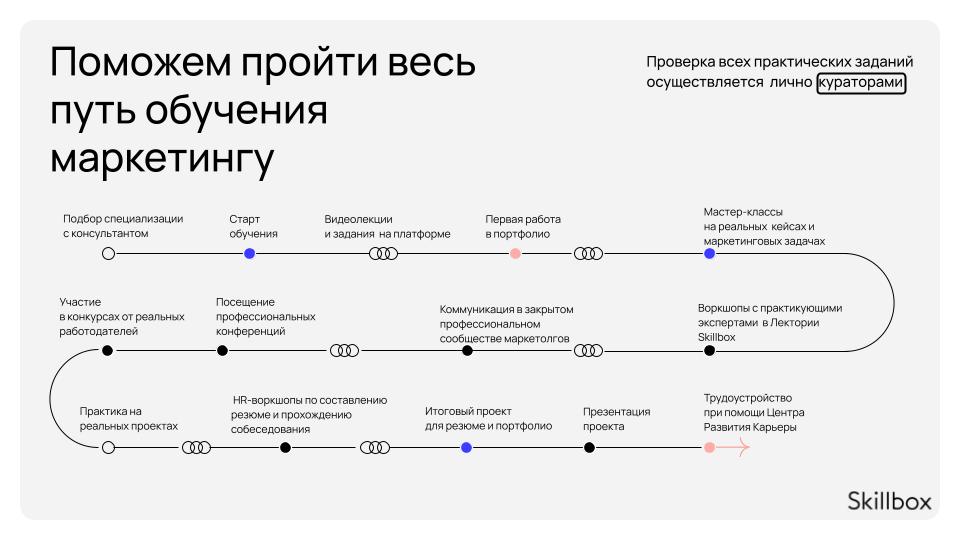 Поможем пройти весь
путь обучения
маркетингу
Проверка всех практических заданий
осуществляется лично кураторами
Подбор специализации
с консультантом
Старт
обучения
Видеолекции
и задания на платформе
Первая работа
в портфолио
Мастер-классы
на реальных кейсах и
маркетинговых задачах
Участие
в конкурсах от реальных
работодателей
Посещение
профессиональных
конференций
Коммуникация в закрытом
профессиональном
сообществе маркетологов
Воркшопы с практикующими
экспертами в Лектории
Skillbox
Практика на
реальных проектах
HR-воркшопы по составлению
резюме и прохождению
собеседования
Итоговый проект
для резюме и портфолио
Презентация
проекта
Трудоустройство
при помощи Центра
Развития Карьеры
Skillbox